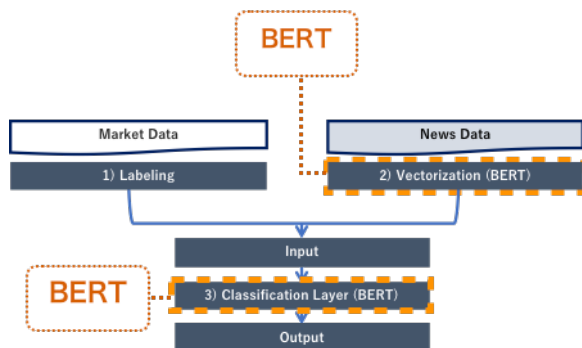 BERT
Market Data
News Data
1) Labeling
2) Vectorization (BERT)
Input
BERT
3) Classification Layer (BERT)
Output